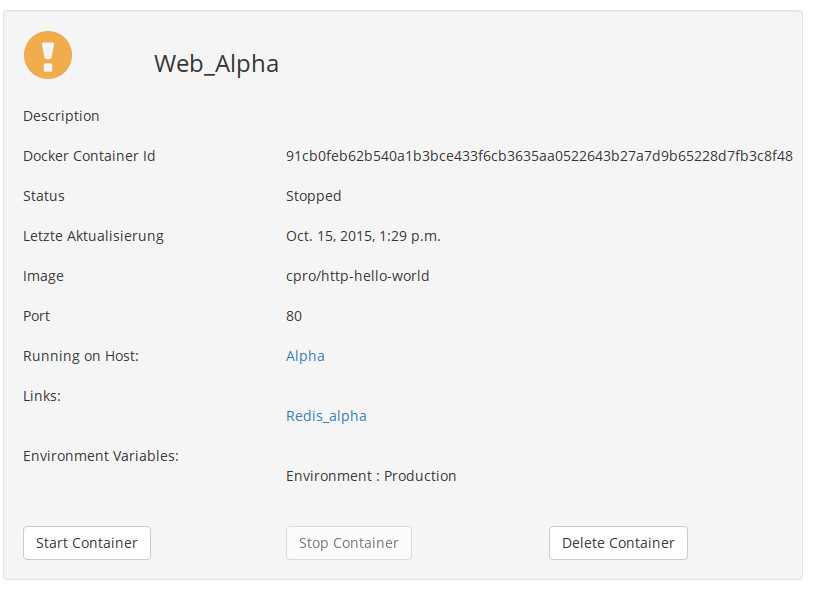 Web_Alpha
Description
Docker Container Id 91cb0feb62b540a1b3bce433f6cb3635aa0522643b27a7d9b65228d7fb3c8f48
Status Stopped
Letzte Aktualisierung Oct. 15, 2015, 1:29 p.m.
Image cpro/http-hello-world
Port 80
Running on Host: Alpha
Links:
Redis_alpha
Environment Variables:
Environment : Production
Start Container Stop Container Delete Container